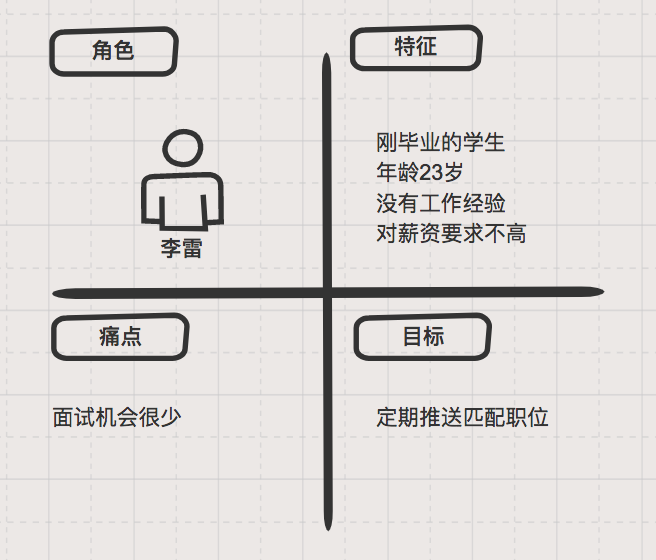 角色
李雷
特征
刚毕业的学生
年龄23岁
没有工作经验
对薪资要求不高
痛点
面试机会很少
目标
定期推送匹配职位